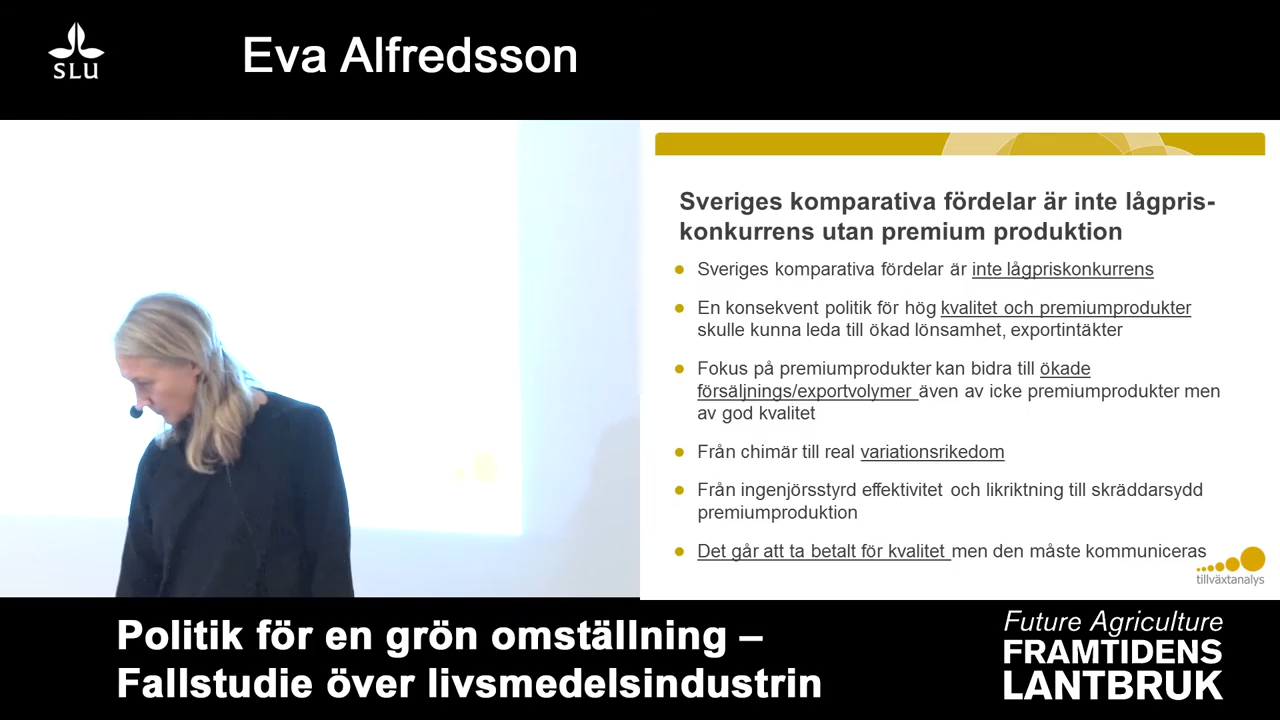 SLU
Eva Alfredsson
Sveriges komparativa fördelar är inte lågpris-
konkurrens utan premium produktion
Sveriges komparativa fördelar är inte lågpriskonkurrens
En konsekvent politik för hög kvalitet och premiumprodukter
skulle kunna leda till ökad lönsamhet, exportintäkter
Fokus på premiumprodukter kan bidra till ökade
försäljnings/exportvolymer även av icke premiumprodukter men
av god kvalitet
Från chimär till real variationsrikedom
Från ingenjörsstyrd effektivitet och likriktning till skräddarsydd
premiumproduktion
Det går att ta betalt för kvalitet men den måste kommuniceras
tillväxtanalys
Politik för en grön omställning –
Fallstudie över livsmedelsindustrin
Future Agriculture
FRAMTIDENS
LANTBRUK